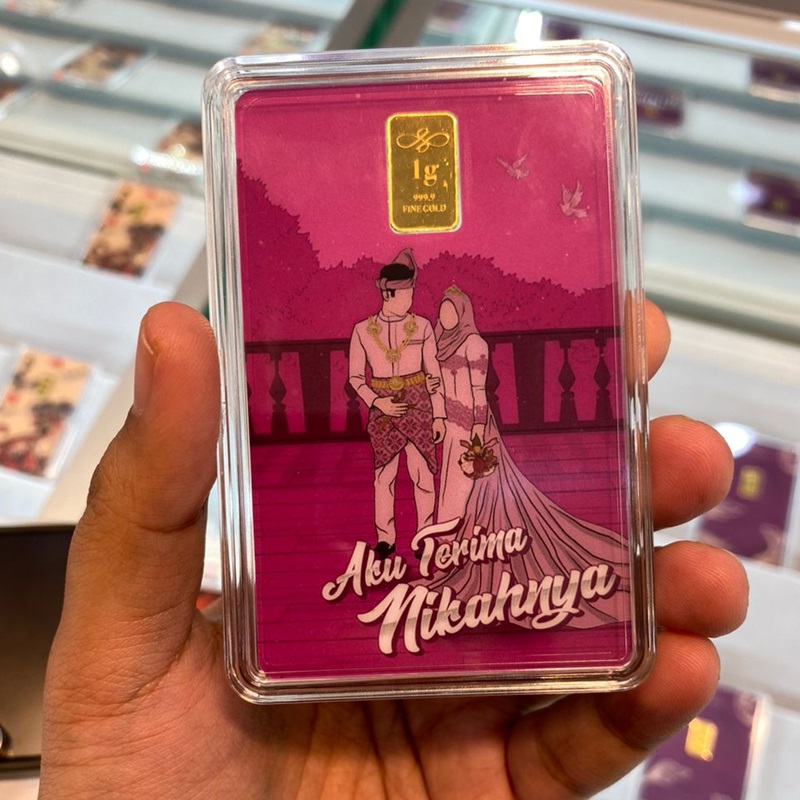 1g
999.9
FINE GOLD
Aku Terima
Nikahnya